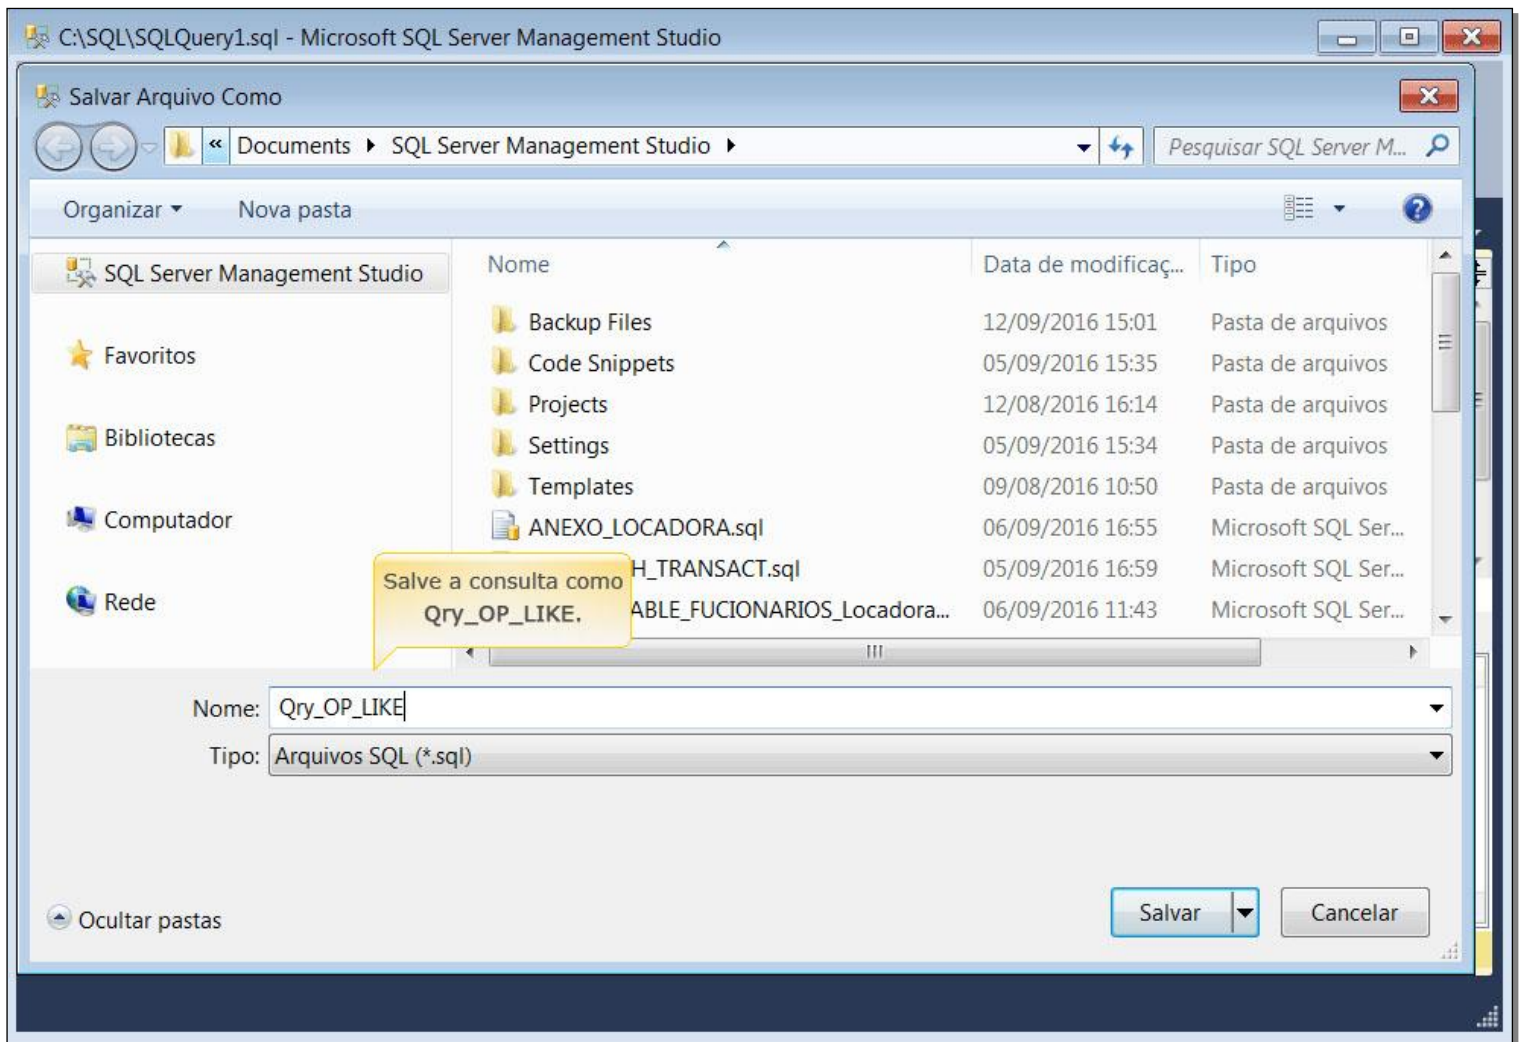 C:\SQL\SQLQuery1.sql - Microsoft SQL Server Management Studio
Salvar Arquivo Como
« Documents SQL Server Management Studio
Pesquisar SQL Server M...
Organizar Nova pasta
SQL Server Management Studio
Favoritos
Bibliotecas
Computador
Rede
Nome Data de modificaç... Tipo
Backup Files 12/09/2016 15:01 Pasta de arquivos
Code Snippets 05/09/2016 15:35 Pasta de arquivos
Projects 12/08/2016 16:14 Pasta de arquivos
Settings 05/09/2016 15:34 Pasta de arquivos
Templates 09/08/2016 10:50 Pasta de arquivos
ANEXO_LOCADORA.sql 06/09/2016 16:55 Microsoft SQL Ser...
H_TRANSACT.sql 05/09/2016 16:59 Microsoft SQL Ser...
ABLE_FUCIONARIOS_Locadora... 06/09/2016 11:43 Microsoft SQL Ser...
Salve a consulta como
Qry_OP_LIKE.
Nome: Qry_OP_LIKE
Tipo: Arquivos SQL (*.sql)
Ocultar pastas
Salvar
Cancelar